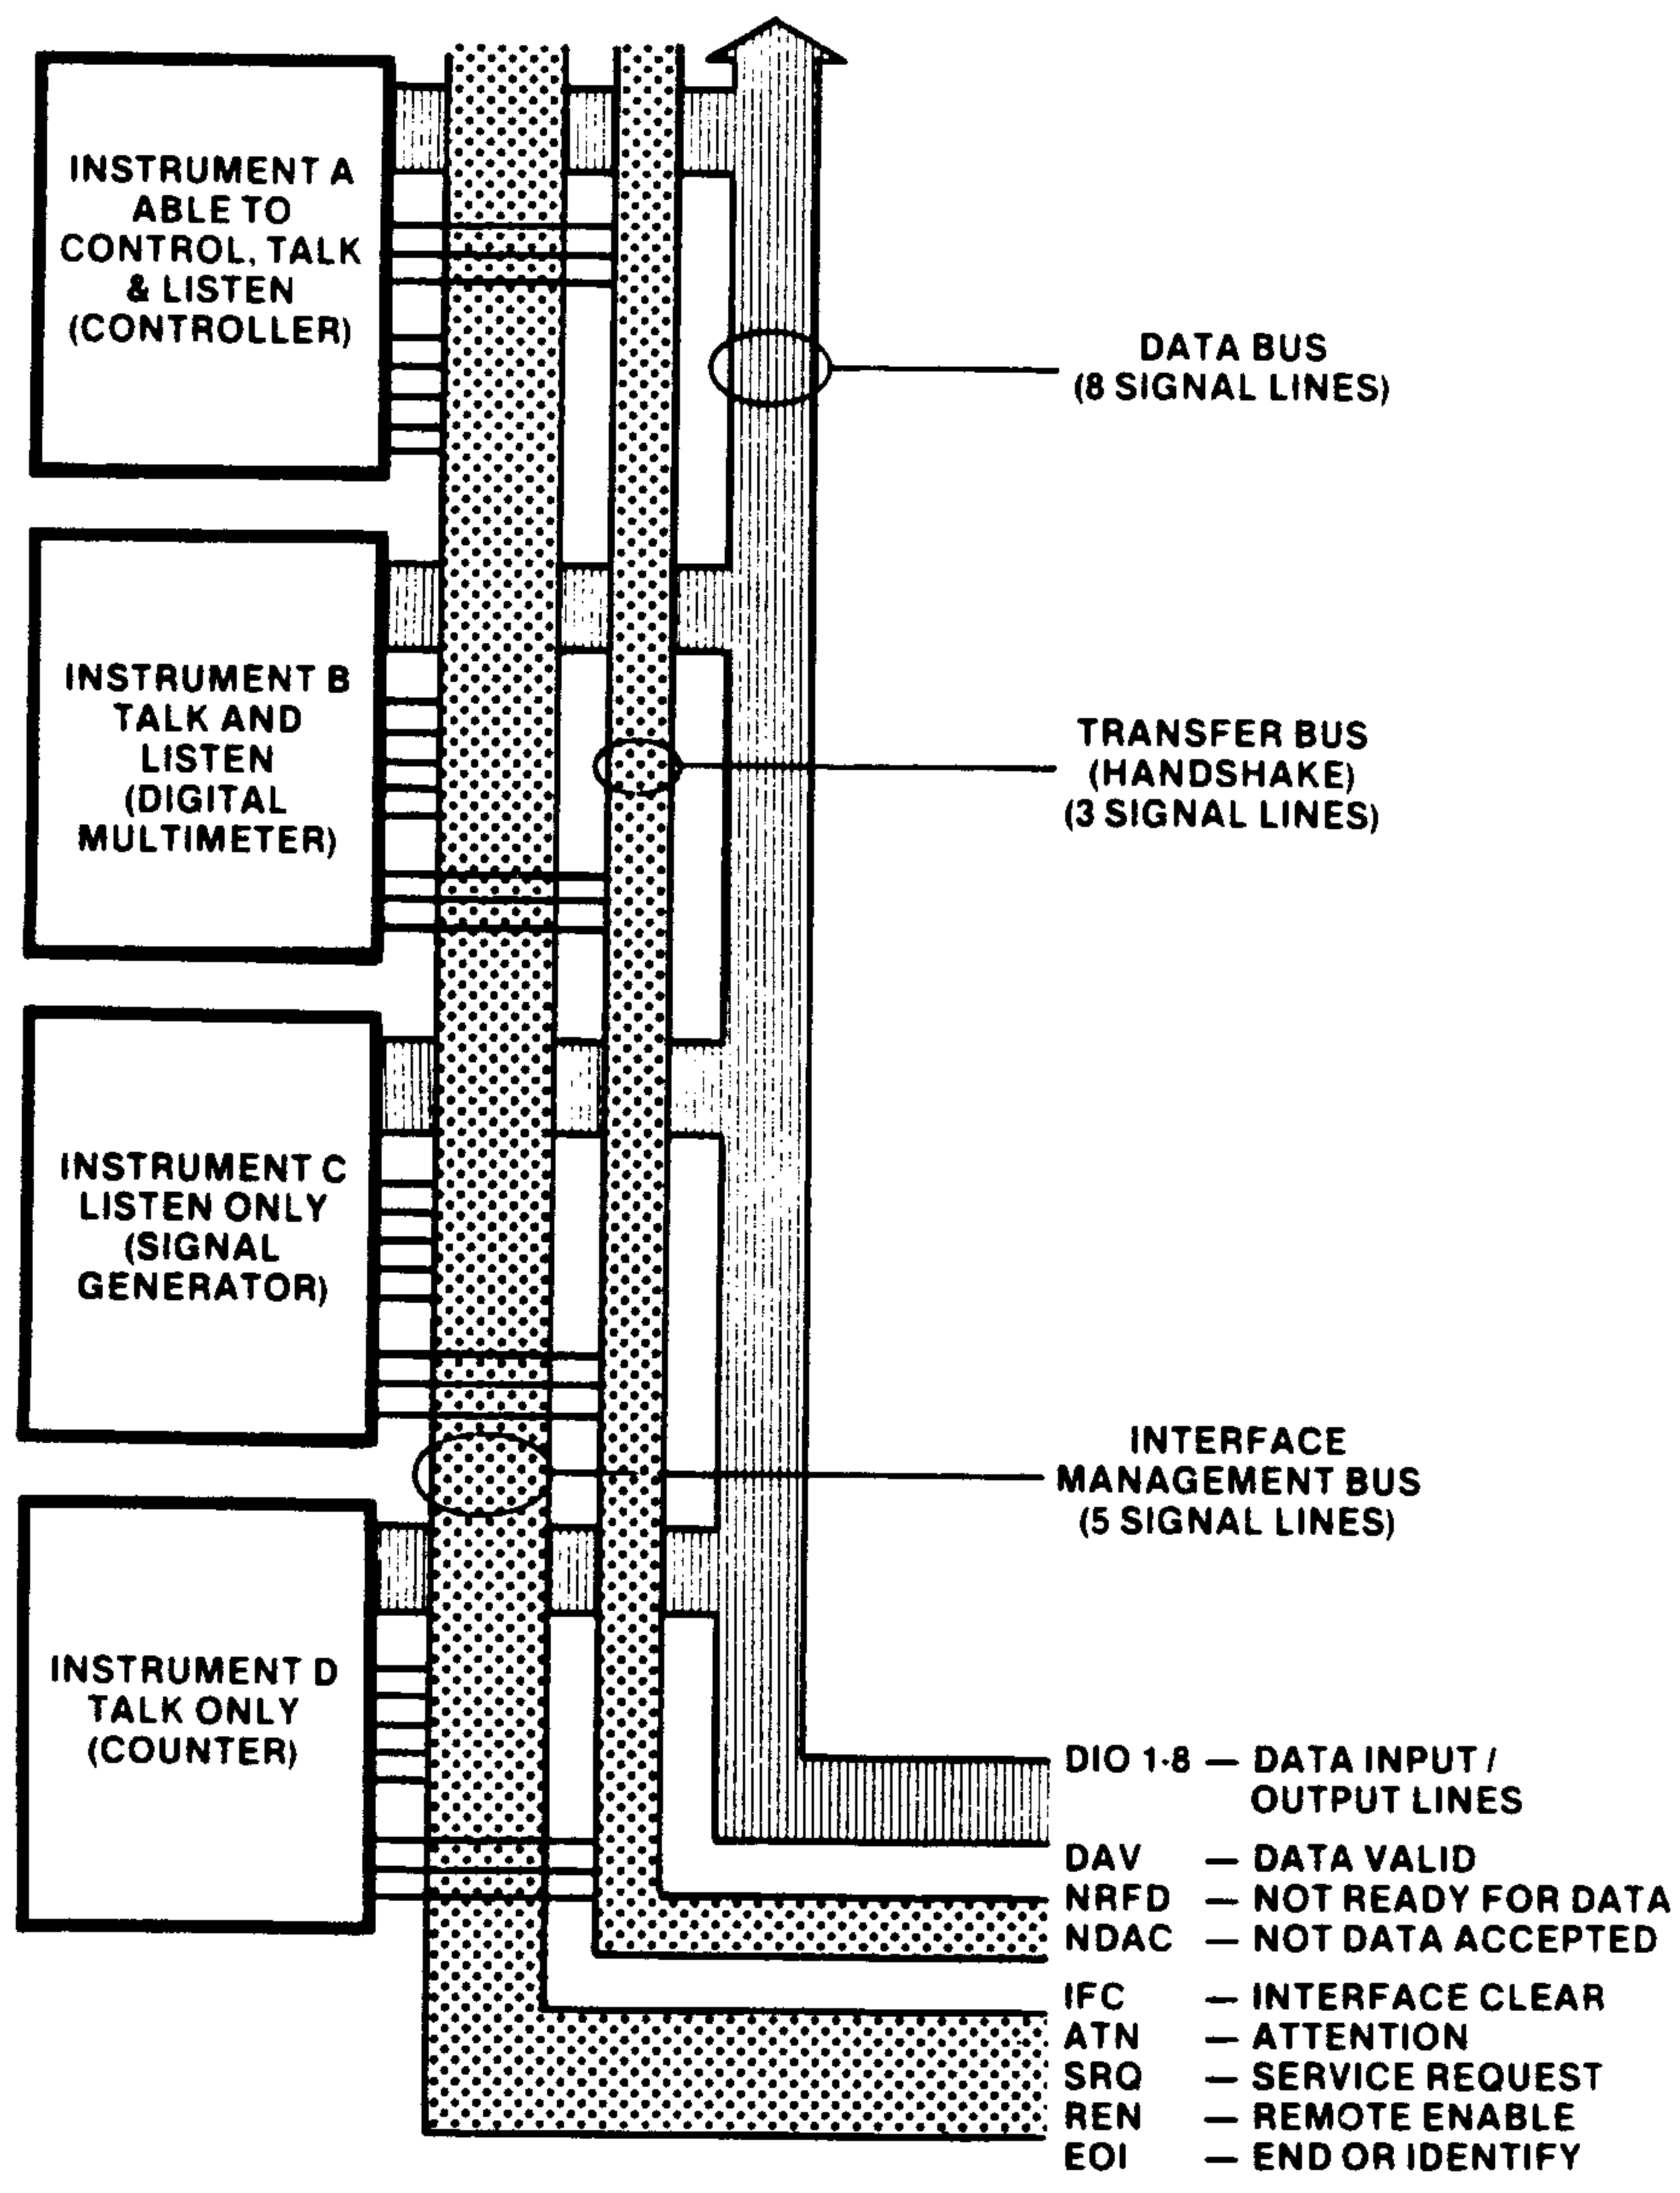 INSTRUMENT A
ABLE TO
CONTROL, TALK
& LISTEN
(CONTROLLER)
DATA BUS
(8 SIGNAL LINES)
INSTRUMENT B
TALK AND
LISTEN
(DIGITAL
MULTIMETER)
TRANSFER BUS
(HANDSHAKE)
(3 SIGNAL LINES)
INSTRUMENT C
LISTEN ONLY
(SIGNAL
GENERATOR)
INTERFACE
MANAGEMENT BUS
(5 SIGNAL LINES)
INSTRUMENT D
TALK ONLY
(COUNTER)
DIO 1-8 — DATA INPUT /
OUTPUT LINES
DAV — DATA VALID
NRFD — NOT READY FOR DATA
NDAC — NOT DATA ACCEPTED
IFC — INTERFACE CLEAR
ATN — ATTENTION
SRQ — SERVICE REQUEST
REN — REMOTE ENABLE
EOI — END OR IDENTIFY